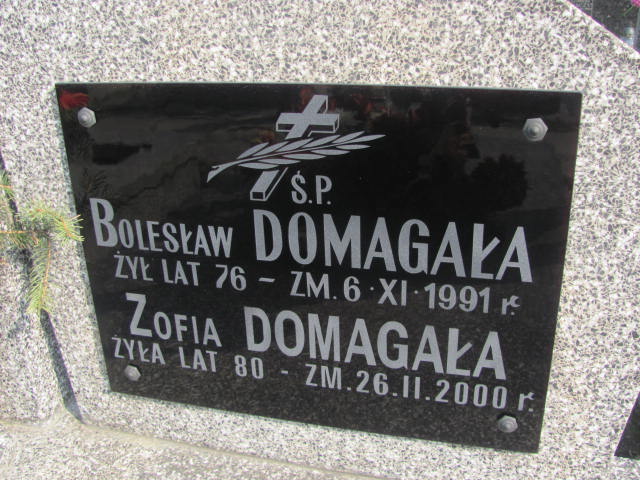 Ś.P.
BOLESŁAW DOMAGAŁA
ŻYŁ LAT 76 - ZM. 6 · XI · 1991 r.
ZOFIA DOMAGAŁA
ŻYŁA LAT 80 - ZM. 26.II.2000 r.